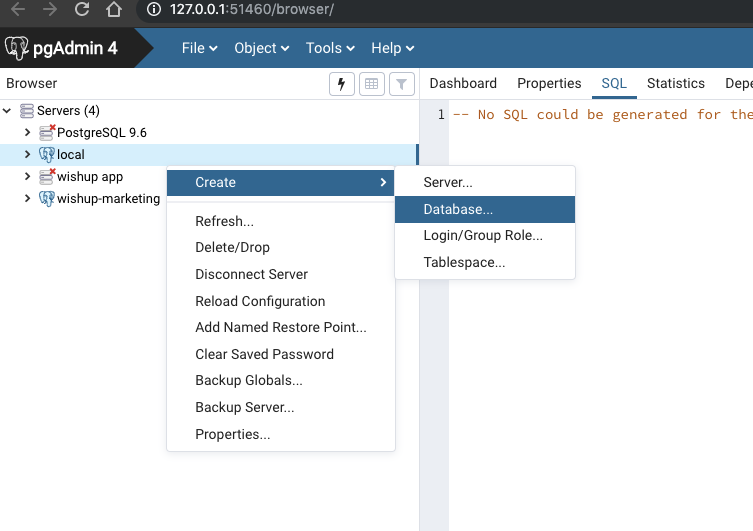 127.0.0.1:51460/browser/
pgAdmin 4 File Object Tools Help
Browser Dashboard Properties SQL Statistics Depe
Servers (4)
1 -- No SQL could be generated for the
PostgreSQL 9.6
local
wishup app
wishup-marketing
Create
Server...
Database...
Login/Group Role...
Tablespace...
Refresh...
Delete/Drop
Disconnect Server
Reload Configuration
Add Named Restore Point...
Clear Saved Password
Backup Globals...
Backup Server...
Properties...